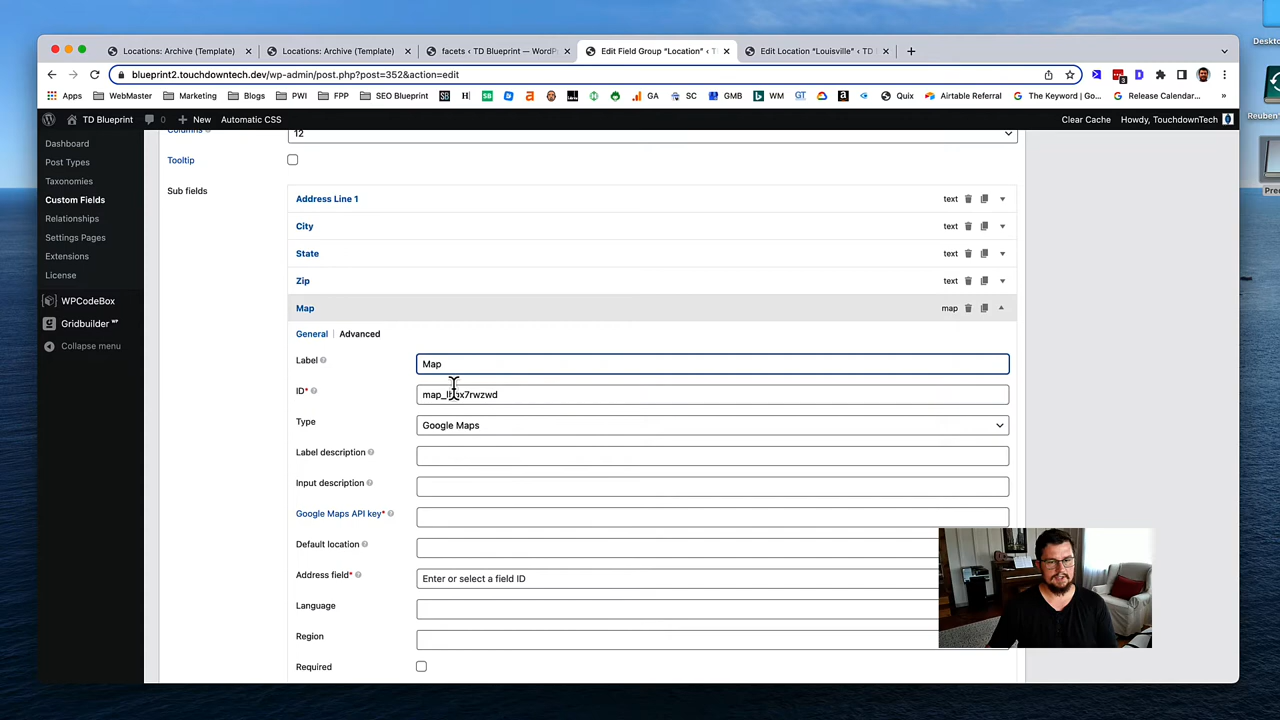 Deskto
Locations: Archive (Template)
Locations: Archive (Template)
facets ‹ TD Blueprint — WordPr
Edit Field Group "Location" ‹ T
Edit Location "Louisville" ‹ TD
blueprint2.touchdowntech.dev/wp-admin/post.php?post=352&action=edit
Apps
WebMaster
Marketing
Blogs
PWI
FPP
SEO Blueprint
GA
SC
GMB
WM
Quix
Airtable Referral
The Keyword | Go...
Release Calendar...
Reuben'
TD Blueprint
0
New
Automatic CSS
Clear Cache
Howdy, TouchdownTech
Columns
12
Dashboard
Post Types
Taxonomies
Custom Fields
Relationships
Settings Pages
Extensions
License
WPCodeBox
Gridbuilder WP
Collapse menu
Tooltip
Sub fields
Address Line 1
text
City
text
State
text
Zip
text
Map
map
General
Advanced
Label
Map
ID*
Type
Google Maps
Label description
Input description
Google Maps API key*
Default location
Address field*
Enter or select a field ID
Language
Region
Required